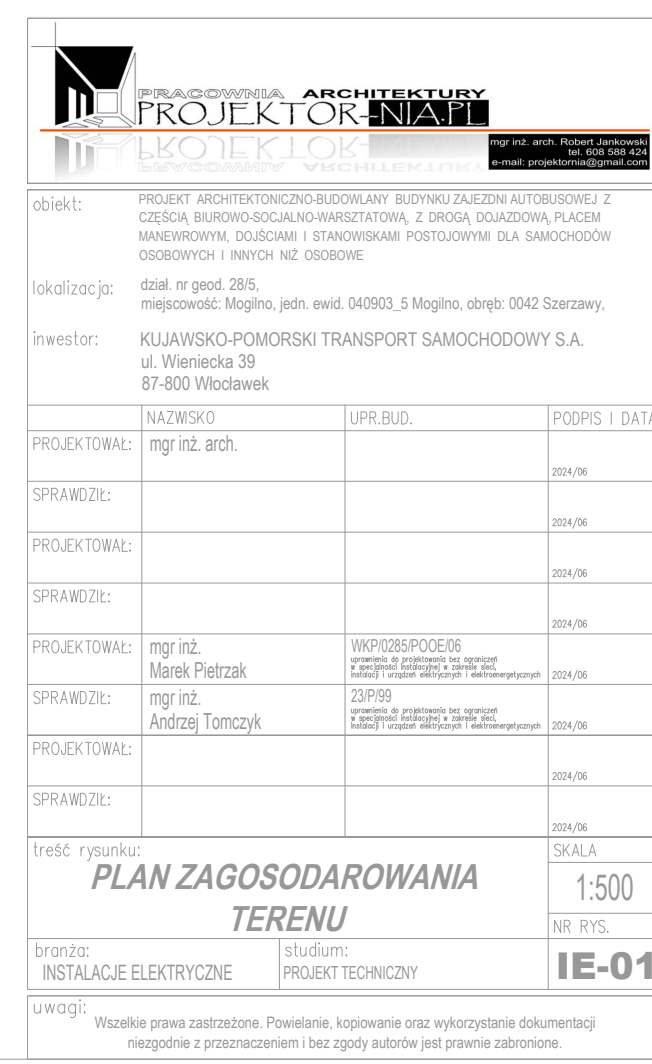 PRACOWNIA ARCHITEKTURY
PROJEKTOR-NIA.PL
mgr inż. arch. Robert Jankowski
tel. 608 588 424
e-mail: projektornia@gmail.com
obiekt: PROJEKT ARCHITEKTONICZNO-BUDOWLANY BUDYNKU ZAJEZDNI AUTOBUSOWEJ Z
CZĘŚCIĄ BIUROWO-SOCJALNO-WARSZTATOWĄ, Z DROGĄ DOJAZDOWĄ, PLACEM
MANEWROWYM, DOJŚCIAMI I STANOWISKAMI POSTOJOWYMI DLA SAMOCHODÓW
OSOBOWYCH I INNYCH NIŻ OSOBOWE
lokalizacja: dział. nr geod. 28/5,
miejscowość: Mogilno, jedn. ewid. 040903_5 Mogilno, obręb: 0042 Szerzawy,
inwestor: KUJAWSKO-POMORSKI TRANSPORT SAMOCHODOWY S.A.
ul. Wieniecka 39
87-800 Włocławek
NAZWISKO UPR.BUD. PODPIS I DATA
PROJEKTOWAŁ: mgr inż. arch.
2024/06
SPRAWDZIŁ:
2024/06
PROJEKTOWAŁ:
2024/06
SPRAWDZIŁ:
2024/06
PROJEKTOWAŁ: mgr inż. WKP/0285/POOE/06
Marek Pietrzak
uprawnienia do projektowania bez ograniczeń
w specjalności instalacyjnej w zakresie sieci,
instalacji i urządzeń elektrycznych i elektroenergetycznych
2024/06
SPRAWDZIŁ: mgr inż. 23/P/99
Andrzej Tomczyk
uprawnienia do projektowania bez ograniczeń
w specjalności instalacyjnej w zakresie sieci,
instalacji i urządzeń elektrycznych i elektroenergetycznych
2024/06
PROJEKTOWAŁ:
2024/06
SPRAWDZIŁ:
2024/06
treść rysunku: SKALA
PLAN ZAGOSODAROWANIA
TERENU
1:500
NR RYS.
branża: studium:
INSTALACJE ELEKTRYCZNE PROJEKT TECHNICZNY
IE-01
uwagi:
Wszelkie prawa zastrzeżone. Powielanie, kopiowanie oraz wykorzystanie dokumentacji
niezgodnie z przeznaczeniem i bez zgody autorów jest prawnie zabronione.